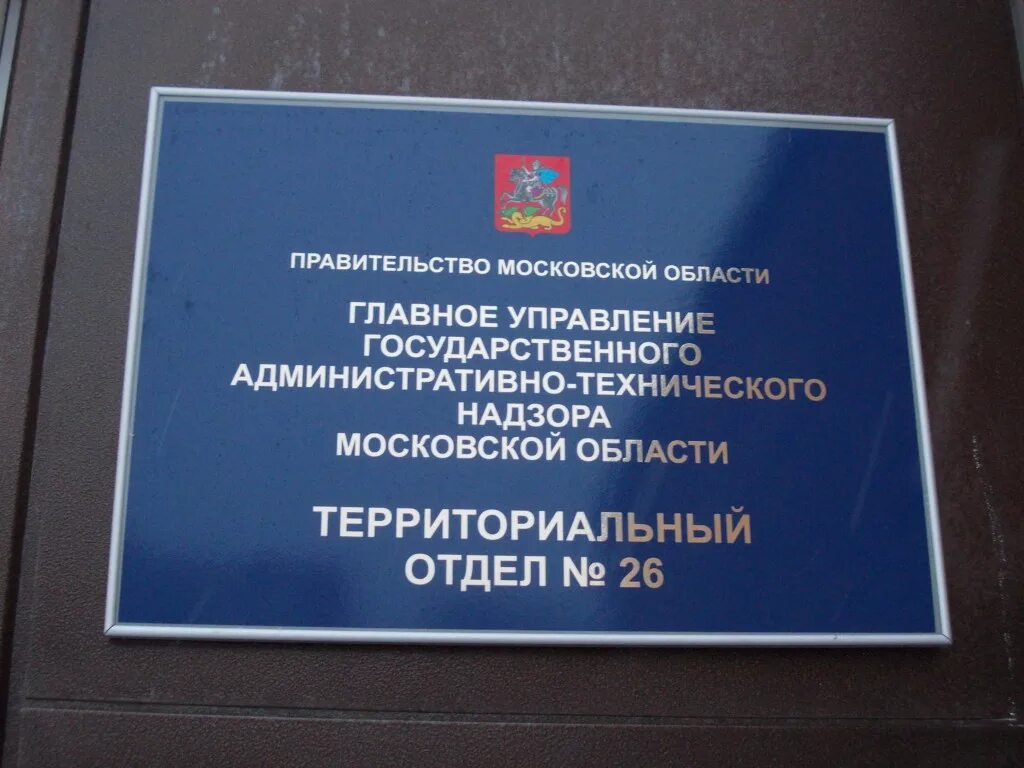 ПРАВИТЕЛЬСТВО МОСКОВСКОЙ ОБЛАСТИ
ГЛАВНОЕ УПРАВЛЕНИЕ
ГОСУДАРСТВЕННОГО
АДМИНИСТРАТИВНО-ТЕХНИЧЕСКОГО
НАДЗОРА
МОСКОВСКОЙ ОБЛАСТИ
ТЕРРИТОРИАЛЬНЫЙ
ОТДЕЛ № 26